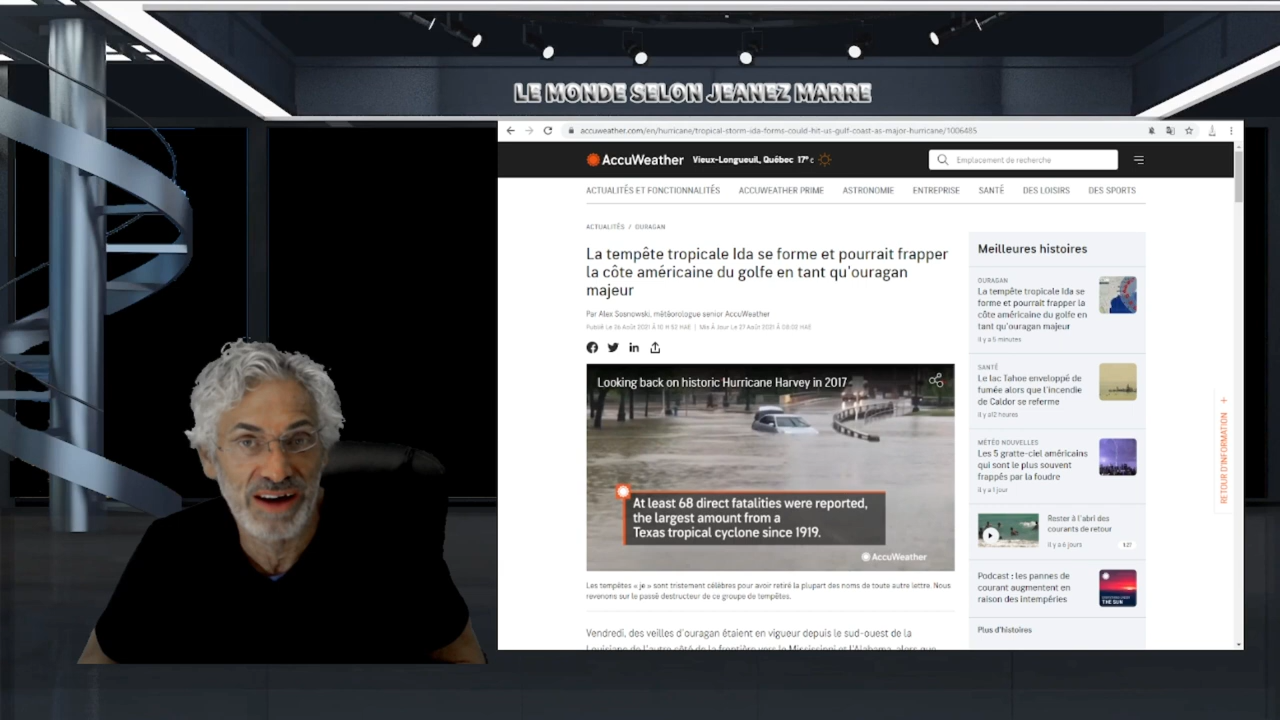 LE MONDE SELON JEANEZ MARRE
accuweather.com/en/hurricane/tropical-storm-ida-forms-could-hit-us-gulf-coast-as-major-hurricane/1006485
AccuWeather Vieux-Longueuil, Québec 17° c
Emplacement de recherche
ACTUALITÉS ET FONCTIONNALITÉS ACCUWEATHER PRIME ASTRONOMIE ENTREPRISE SANTÉ DES LOISIRS DES SPORTS
ACTUALITÉS / OURAGAN
La tempête tropicale Ida se forme et pourrait frapper
la côte américaine du golfe en tant qu'ouragan
majeur
Par Alex Sosnowski, météorologue senior AccuWeather
Publié Le 26 Août 2021 À 10 H 52 HAE | Mis À Jour Le 27 Août 2021 À 08:02 HAE
Looking back on historic Hurricane Harvey in 2017
At least 68 direct fatalities were reported,
the largest amount from a
Texas tropical cyclone since 1919.
AccuWeather
Les tempêtes « je » sont tristement célèbres pour avoir retiré la plupart des noms de toute autre lettre. Nous
revenons sur le passé destructeur de ce groupe de tempêtes.
Vendredi, des veilles d'ouragan étaient en vigueur depuis le sud-ouest de la
Louisiane de l'autre côté de la frontière vers le Mississippi et l'Alabama, alors que
Meilleures histoires
OURAGAN
La tempête tropicale Ida se
forme et pourrait frapper la
côte américaine du golfe en
tant qu'ouragan majeur
il y a 5 minutes
SANTÉ
Le lac Tahoe enveloppé de
fumée alors que l'incendie
de Caldor se referme
il y a 12 heures
MÉTÉO NOUVELLES
Les 5 gratte-ciel américains
qui sont le plus souvent
frappés par la foudre
il y a 1 jour
Rester à l'abri des
courants de retour
il y a 6 jours 1:27
Podcast : les pannes de
courant augmentent en
raison des intempéries
THE SUN
Plus d'histoires
RETOUR D'INFORMATION +